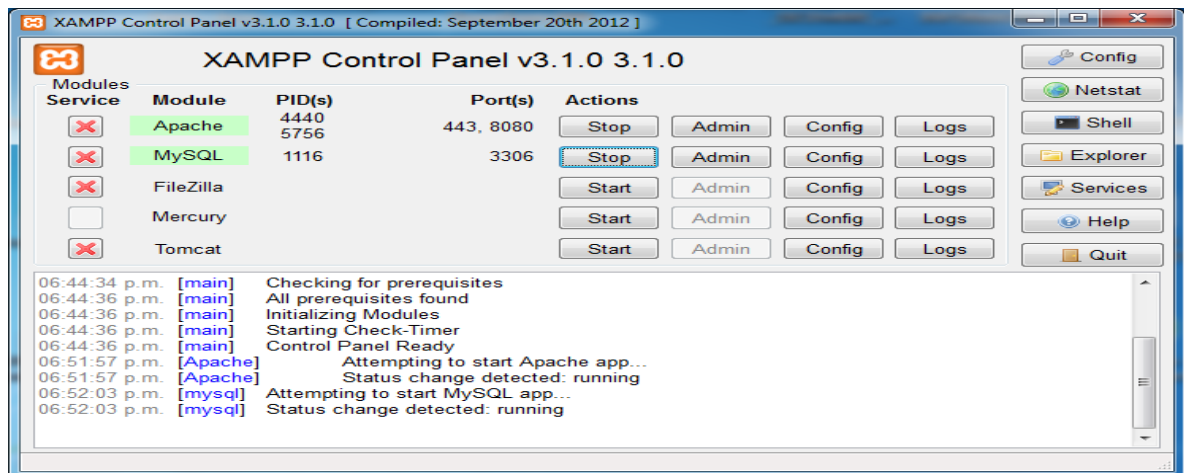 XAMPP Control Panel v3.1.0 3.1.0 [ Compiled: September 20th 2012 ]
XAMPP Control Panel v3.1.0 3.1.0
Config
Modules
Service Module PID(s) Port(s) Actions
Netstat
Apache 4440 5756 443, 8080 Stop Admin Config Logs
Shell
MySQL 1116 3306 Stop Admin Config Logs
Explorer
FileZilla Start Admin Config Logs
Services
Mercury Start Admin Config Logs
Help
Tomcat Start Admin Config Logs
Quit
06:44:34 p.m. [main] Checking for prerequisites
06:44:36 p.m. [main] All prerequisites found
06:44:36 p.m. [main] Initializing Modules
06:44:36 p.m. [main] Starting Check-Timer
06:44:36 p.m. [main] Control Panel Ready
06:51:57 p.m. [Apache] Attempting to start Apache app...
06:51:57 p.m. [Apache] Status change detected: running
06:52:03 p.m. [mysql] Attempting to start MySQL app...
06:52:03 p.m. [mysql] Status change detected: running